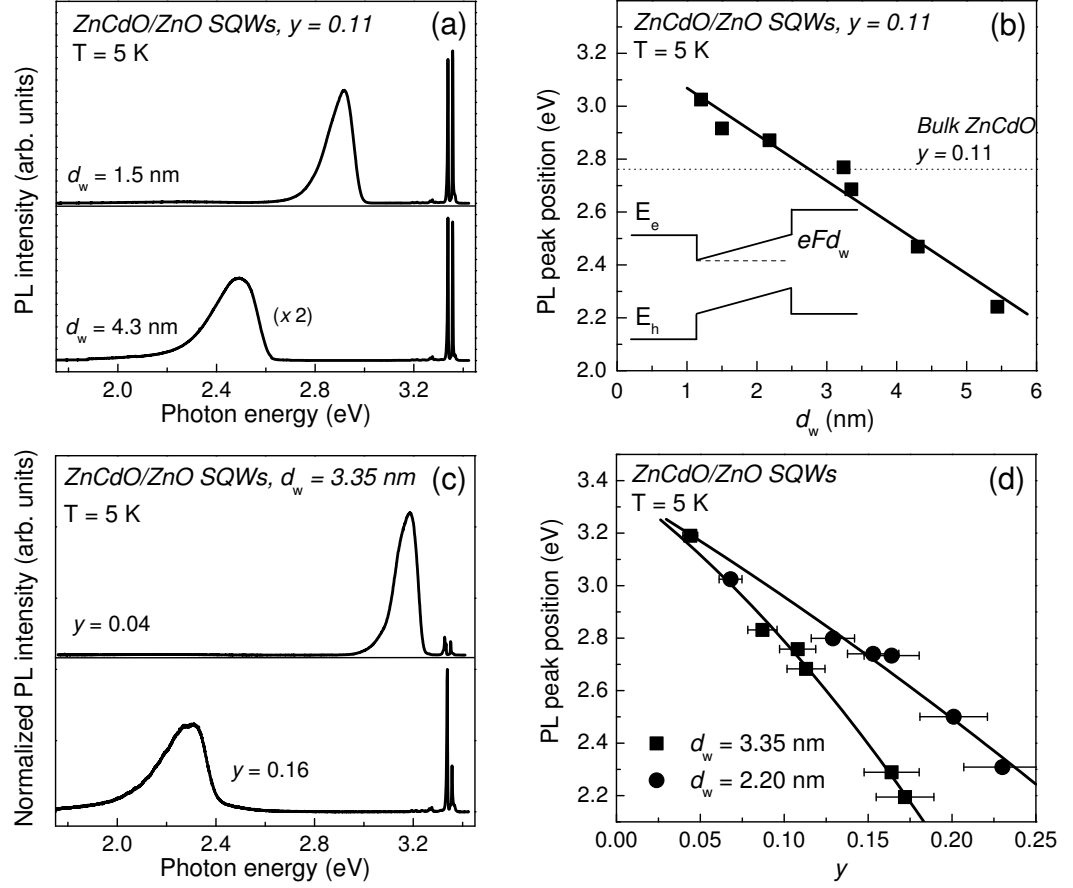 ZnCdO/ZnO SQWs, y = 0.11
(a)
T = 5 K
d_w = 1.5 nm
d_w = 4.3 nm
(x 2)
PL intensity (arb. units)
2.0 2.4 2.8 3.2
Photon energy (eV)
ZnCdO/ZnO SQWs, y = 0.11
(b)
T = 5 K
Bulk ZnCdO
y = 0.11
E_e
eFd_w
E_h
PL peak position (eV)
3.4
3.2
3.0
2.8
2.6
2.4
2.2
2.0
0 1 2 3 4 5 6
d_w (nm)
ZnCdO/ZnO SQWs, d_w = 3.35 nm
(c)
T = 5 K
y = 0.04
y = 0.16
Normalized PL intensity (arb. units)
2.0 2.4 2.8 3.2
Photon energy (eV)
ZnCdO/ZnO SQWs
(d)
T = 5 K
d_w = 3.35 nm
d_w = 2.20 nm
PL peak position (eV)
3.4
3.2
3.0
2.8
2.6
2.4
2.2
0.00 0.05 0.10 0.15 0.20 0.25
y